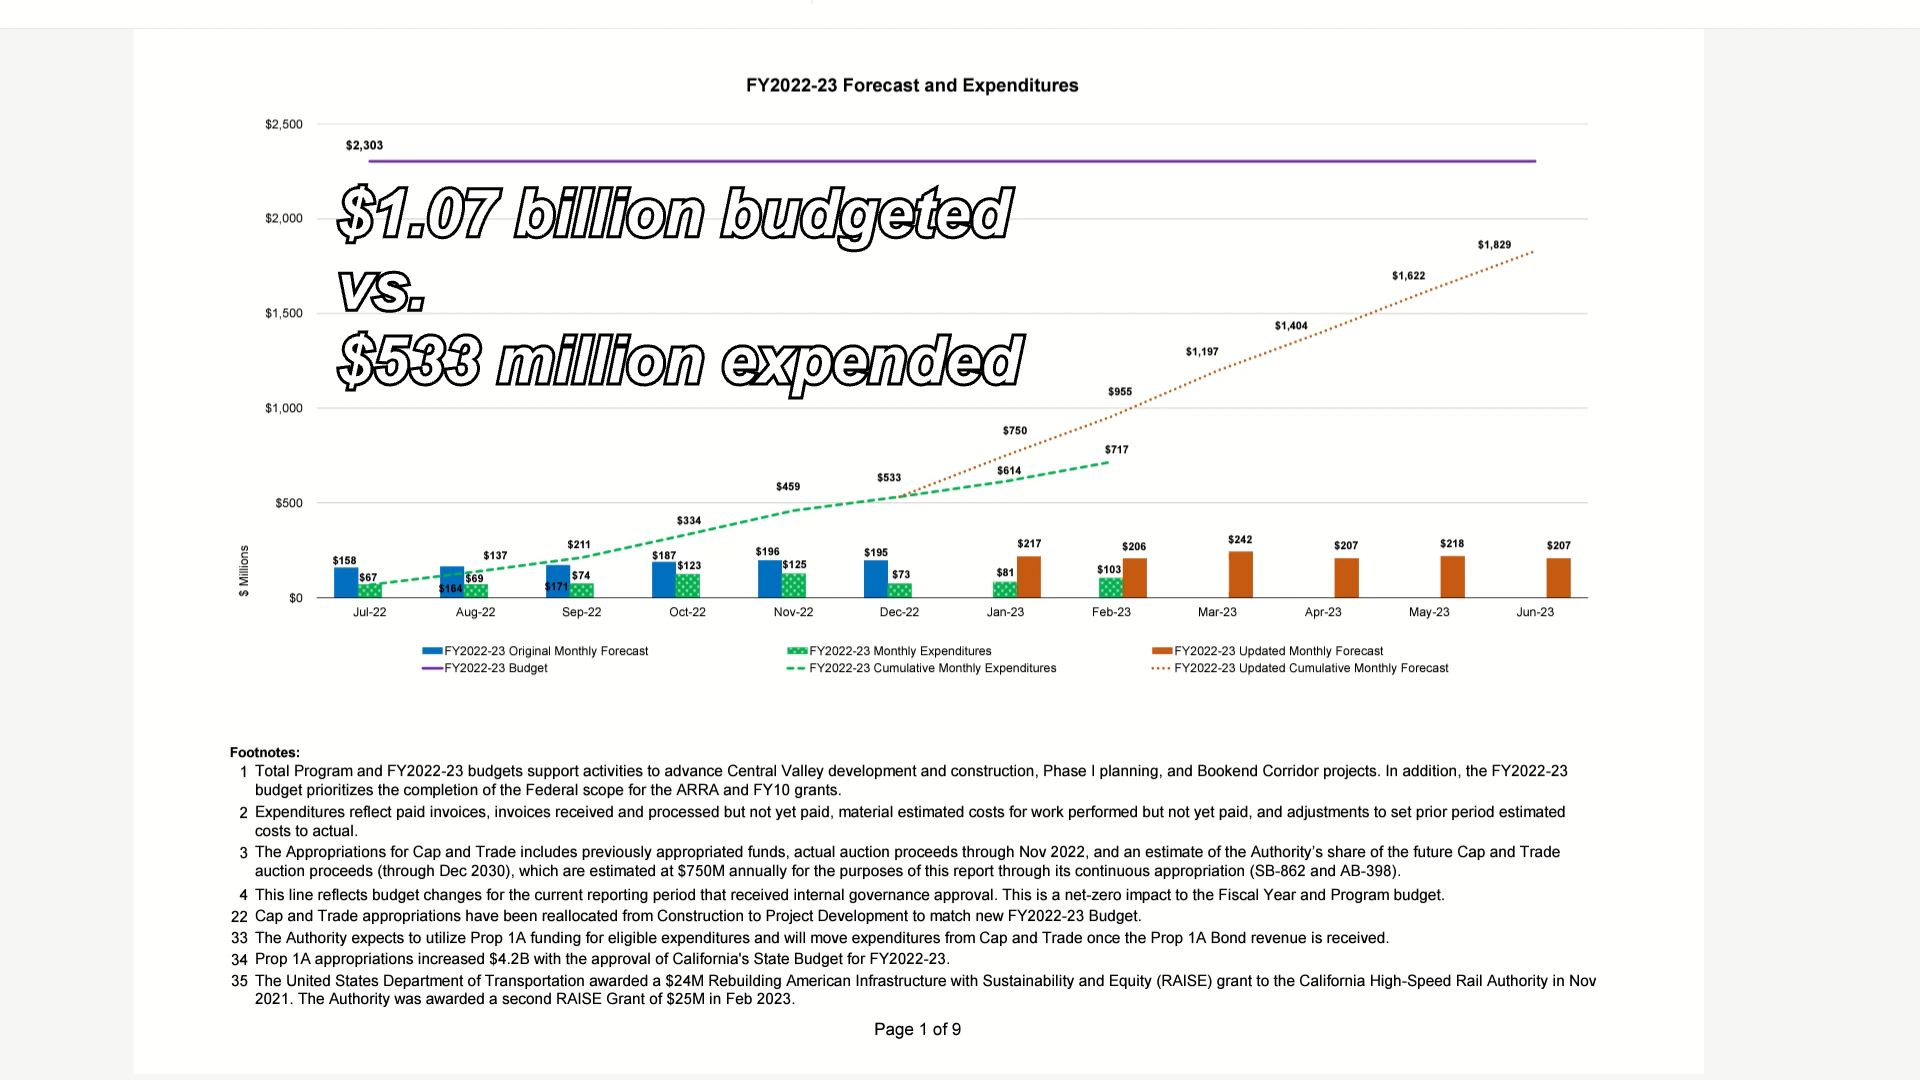 FY2022-23 Forecast and Expenditures
$2,500
$2,303
$1.07 billion budgeted
$2,000
$1,829
vs.
$1,622
$1,500
$1,404
$533 million expended
$1,197
$1,000
$955
$750
$717
$614
$533
$459
$500
$334
$211
$137
$ Millions
$158 $67 $164 $69 $171 $74 $187 $123 $196 $125 $195 $73 $81 $217 $103 $206 $242 $207 $218 $207
$0
Jul-22 Aug-22 Sep-22 Oct-22 Nov-22 Dec-22 Jan-23 Feb-23 Mar-23 Apr-23 May-23 Jun-23
FY2022-23 Original Monthly Forecast FY2022-23 Monthly Expenditures FY2022-23 Updated Monthly Forecast
FY2022-23 Budget FY2022-23 Cumulative Monthly Expenditures FY2022-23 Updated Cumulative Monthly Forecast
Footnotes:
1 Total Program and FY2022-23 budgets support activities to advance Central Valley development and construction, Phase I planning, and Bookend Corridor projects. In addition, the FY2022-23
budget prioritizes the completion of the Federal scope for the ARRA and FY10 grants.
2 Expenditures reflect paid invoices, invoices received and processed but not yet paid, material estimated costs for work performed but not yet paid, and adjustments to set prior period estimated
costs to actual.
3 The Appropriations for Cap and Trade includes previously appropriated funds, actual auction proceeds through Nov 2022, and an estimate of the Authority's share of the future Cap and Trade
auction proceeds (through Dec 2030), which are estimated at $750M annually for the purposes of this report through its continuous appropriation (SB-862 and AB-398).
4 This line reflects budget changes for the current reporting period that received internal governance approval. This is a net-zero impact to the Fiscal Year and Program budget.
22 Cap and Trade appropriations have been reallocated from Construction to Project Development to match new FY2022-23 Budget.
33 The Authority expects to utilize Prop 1A funding for eligible expenditures and will move expenditures from Cap and Trade once the Prop 1A Bond revenue is received.
34 Prop 1A appropriations increased $4.2B with the approval of California's State Budget for FY2022-23.
35 The United States Department of Transportation awarded a $24M Rebuilding American Infrastructure with Sustainability and Equity (RAISE) grant to the California High-Speed Rail Authority in Nov
2021. The Authority was awarded a second RAISE Grant of $25M in Feb 2023.
Page 1 of 9